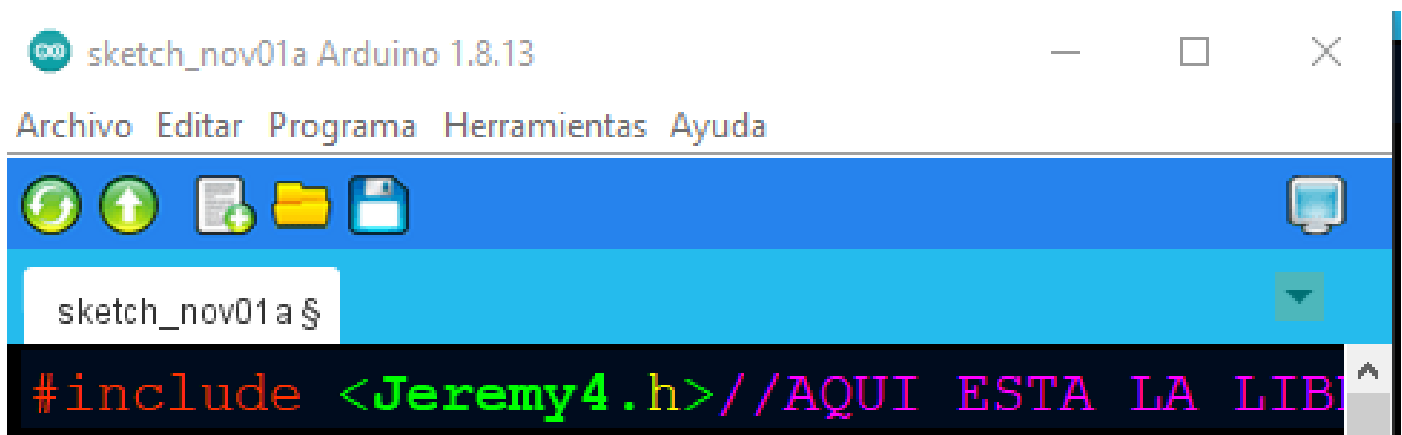 sketch_nov01a Arduino 1.8.13
Archivo Editar Programa Herramientas Ayuda
sketch_nov01a §
#include <Jeremy4.h>//AQUI ESTA LA